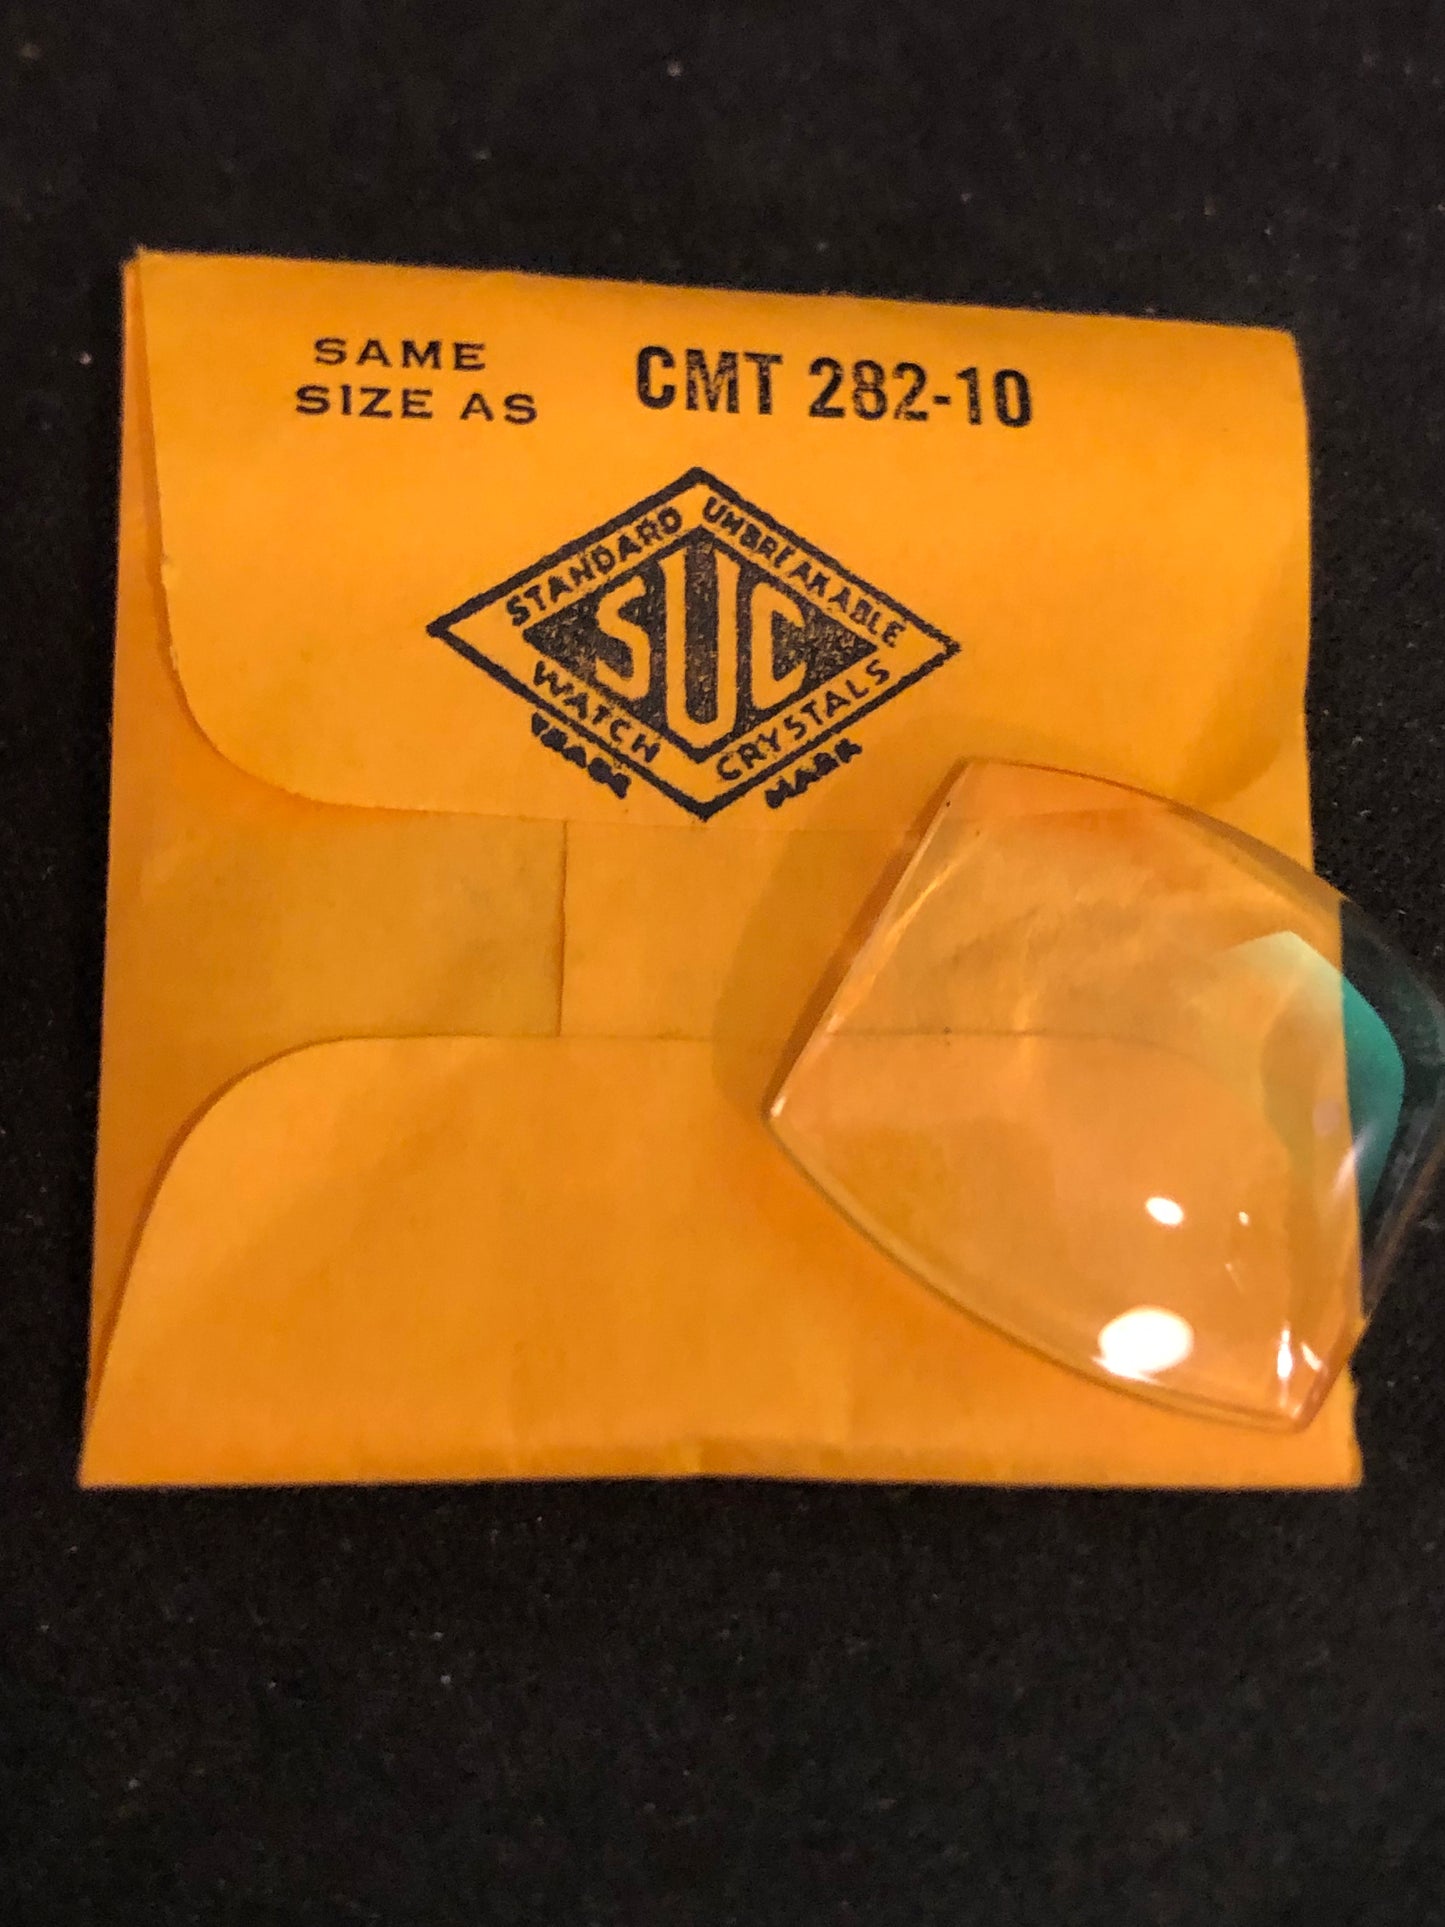 SAME
SIZE AS
CMT 282-10
STANDARD UNBREAKABLE
SUC
WATCH CRYSTALS
TRADE MARK